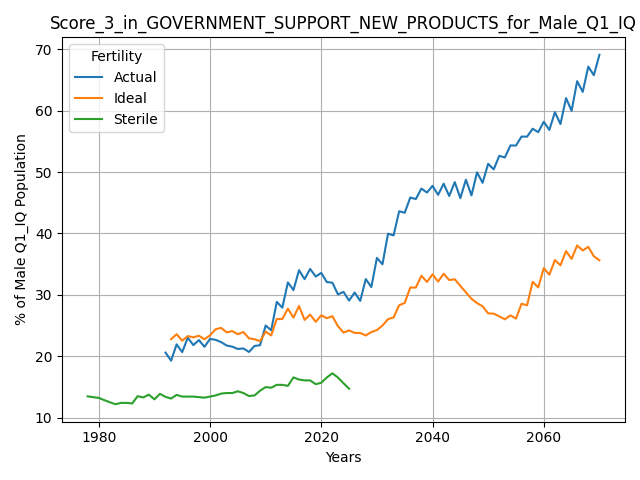 Score_3_in_GOVERNMENT_SUPPORT_NEW_PRODUCTS_for_Male_Q1_IQ
Fertility
Actual
Ideal
Sterile
% of Male Q1_IQ Population
70
60
50
40
30
20
10
1980 2000 2020 2040 2060
Years